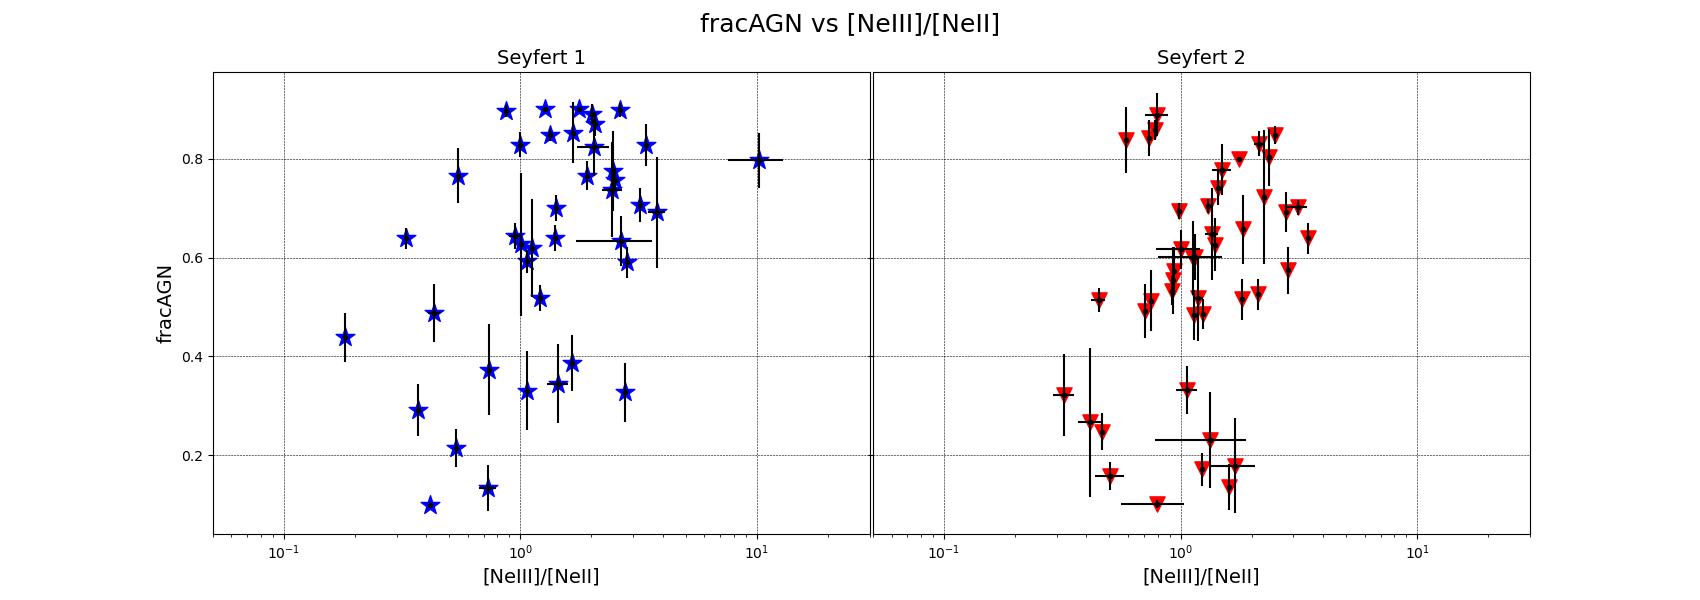 fracAGN vs [NeIII]/[NeII]
Seyfert 1
Seyfert 2
fracAGN
0.8
0.6
0.4
0.2
10⁻¹
10⁰
10¹
10⁻¹
10⁰
10¹
[NeIII]/[NeII]
[NeIII]/[NeII]